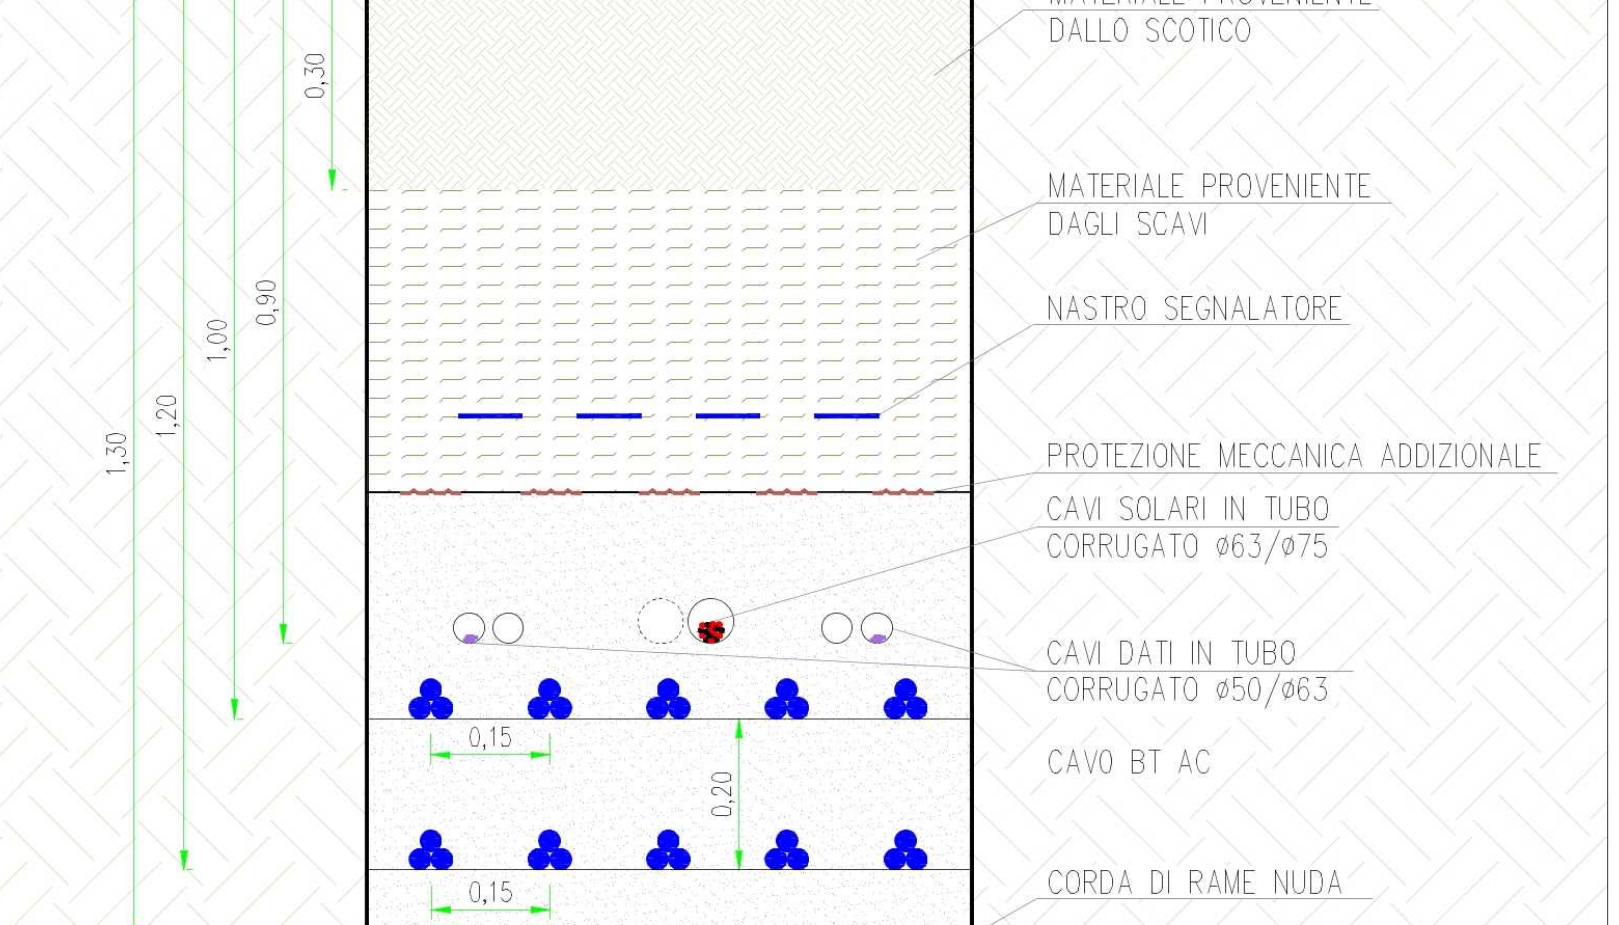 MATERIALE PROVENIENTE
DALLO SCOTICO
0,30
MATERIALE PROVENIENTE
DAGLI SCAVI
0,90
NASTRO SEGNALATORE
1,00
1,20
1,30
PROTEZIONE MECCANICA ADDIZIONALE
CAVI SOLARI IN TUBO
CORRUGATO ø63/ø75
CAVI DATI IN TUBO
CORRUGATO ø50/ø63
0,15
CAVO BT AC
0,20
CORDA DI RAME NUDA
0,15